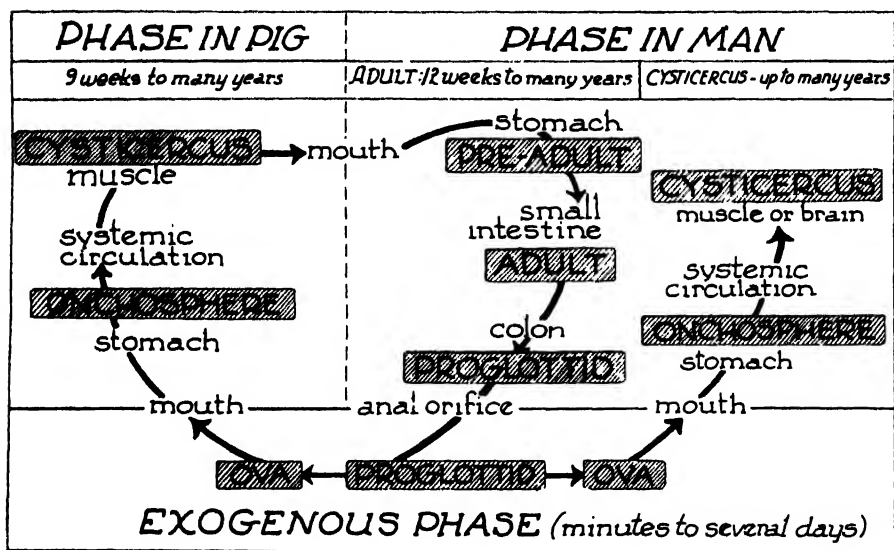 PHASE IN PIG
PHASE IN MAN
9 weeks to many years
ADULT:12 weeks to many years
CYSTICERCUS - up to many years
CYSTICERCUS
muscle
systemic
circulation
ONCHOSPHERE
stomach
mouth
mouth
stomach
PRE-ADULT
small
intestine
ADULT
colon
PROGLOTTID
anal orifice
CYSTICERCUS
muscle or brain
systemic
circulation
ONCHOSPHERE
stomach
mouth
OVA
PROGLOTTID
OVA
EXOGENOUS PHASE (minutes to several days)